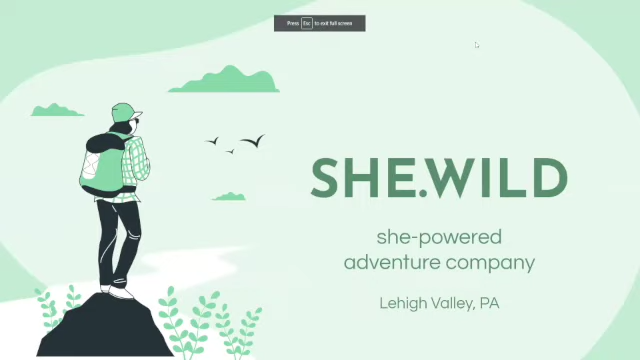 Press Esc to exit full screen
SHE.WILD
she-powered
adventure company
Lehigh Valley, PA